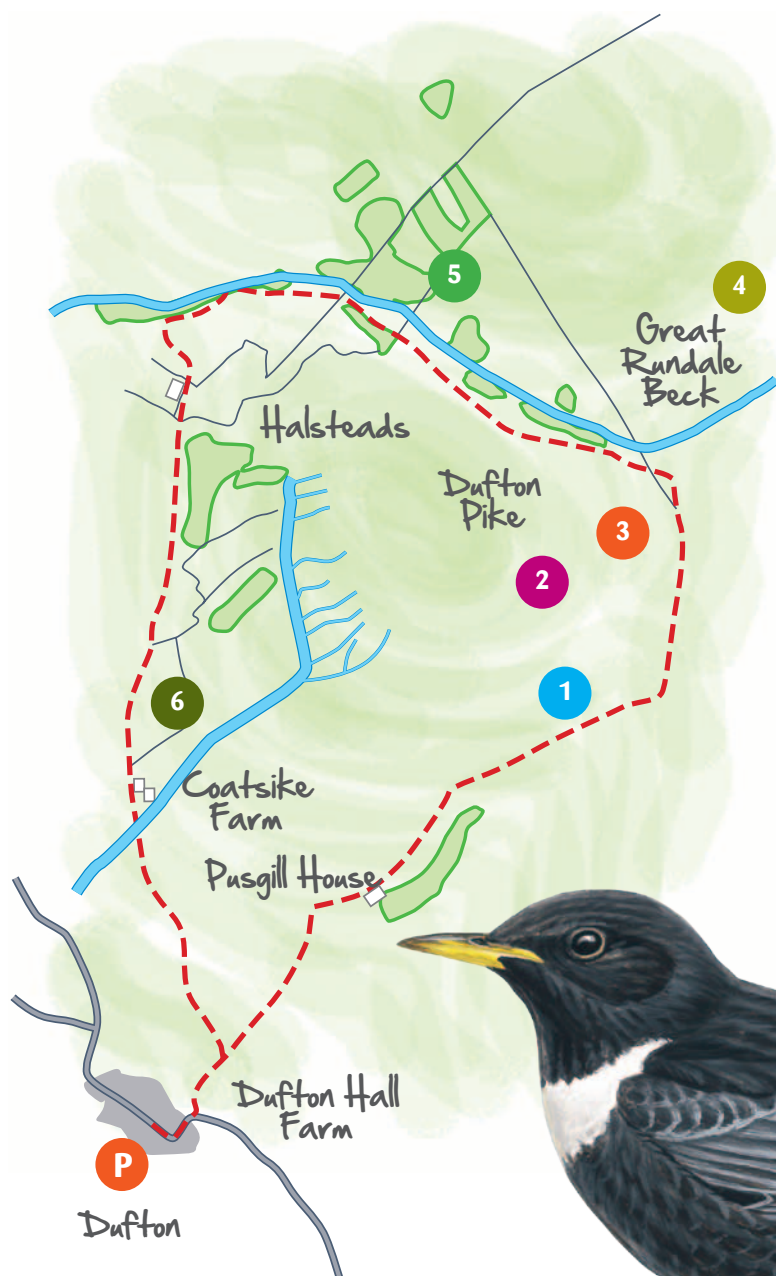 5
4
Great
Rundale
Beck
Halsteads
Dufton
Pike
3
2
1
6
Coatsike
Farm
Pusgill House
Dufton Hall
Farm
P
Dufton